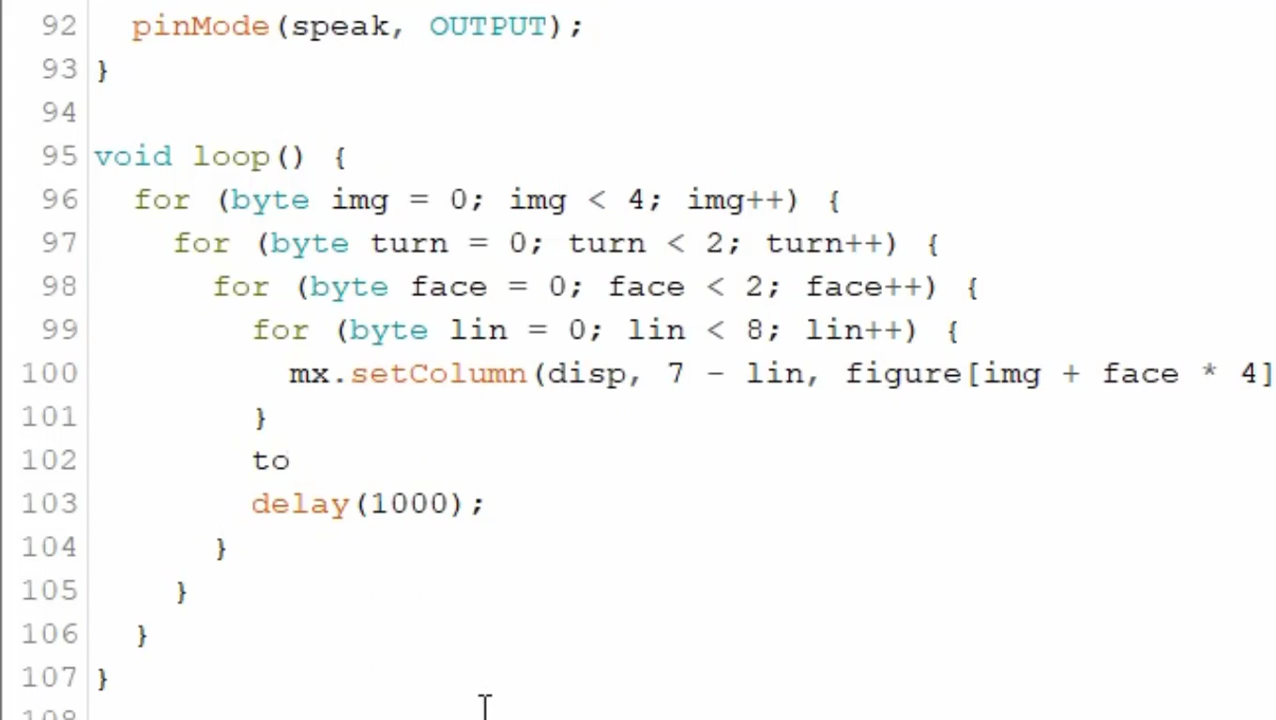 92 pinMode(speak, OUTPUT);
93 }
94
95 void loop() {
96 for (byte img = 0; img < 4; img++) {
97 for (byte turn = 0; turn < 2; turn++) {
98 for (byte face = 0; face < 2; face++) {
99 for (byte lin = 0; lin < 8; lin++) {
100 mx.setColumn(disp, 7 - lin, figure[img + face * 4]
101 }
102 to
103 delay(1000);
104 }
105 }
106 }
107 }
108